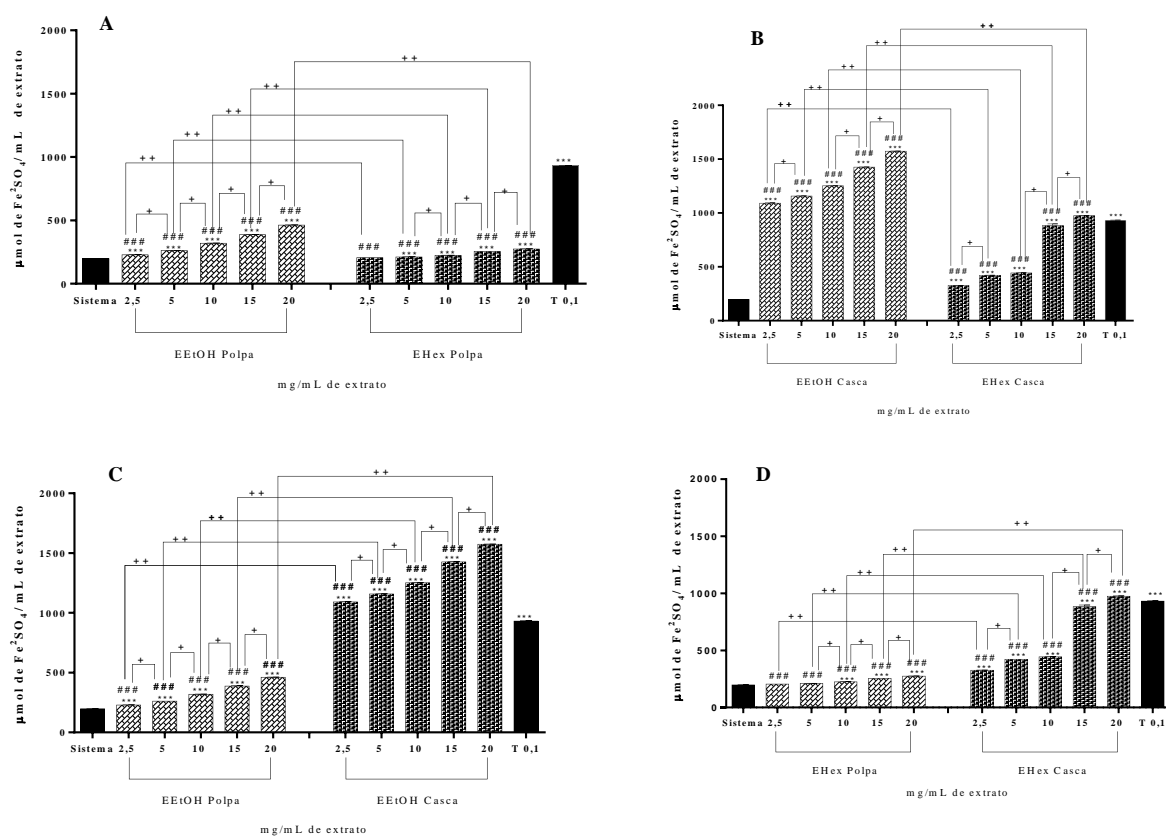 A
µmol de Fe²SO₄/mL de extrato
2000
1500
1000
500
0
++
++
++
++
++
+ + + + + + +
### ### ### ### ### ### ### ### ### ###
*** *** *** *** *** *** *** *** *** ***
Sistema 2,5 5 10 15 20 2,5 5 10 15 20 T 0,1
EEtOH Polpa EHex Polpa
mg/mL de extrato
B
µmol de Fe²SO₄/mL de extrato
2000
1500
1000
500
0
++
++
++
++
++
+ + + + + +
### ### ### ### ### ### ### ### ### ###
*** *** *** *** *** *** *** *** *** *** ***
Sistema 2,5 5 10 15 20 2,5 5 10 15 20 T 0,1
EEtOH Casca EHex Casca
mg/mL de extrato
C
µmol de Fe²SO₄/mL de extrato
2000
1500
1000
500
0
++
++
++
++
++
+ + + + + + + +
### ### ### ### ### ### ### ### ### ###
*** *** *** *** *** *** *** *** *** *** ***
Sistema 2,5 5 10 15 20 2,5 5 10 15 20 T 0,1
EEtOH Polpa EEtOH Casca
mg/mL de extrato
D
µmol de Fe²SO₄/mL de extrato
2000
1500
1000
500
0
++
++
++
++
++
+ + + + + +
### ### ### ### ### ### ### ### ### ###
*** *** *** *** *** *** *** *** ***
Sistema 2,5 5 10 15 20 2,5 5 10 15 20 T 0,1
EHex Polpa EHex Casca
mg/mL de extrato